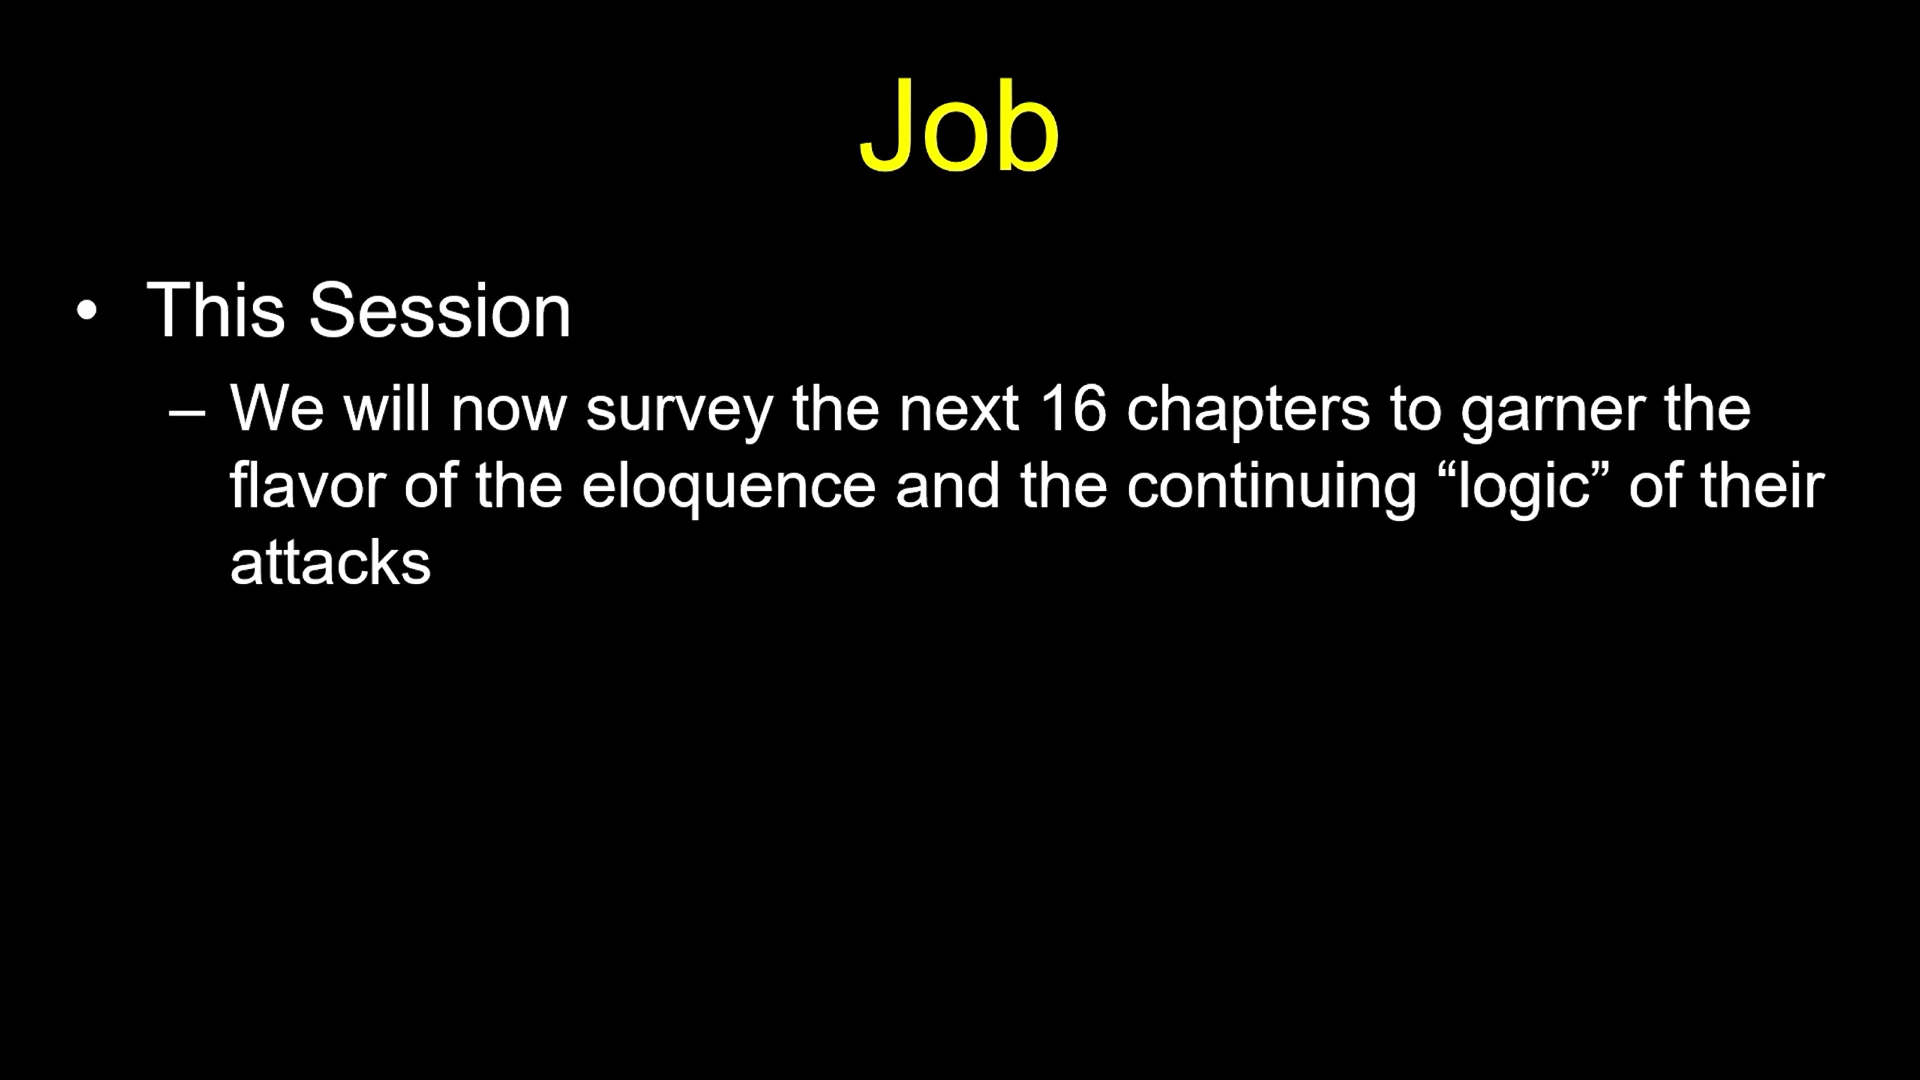 Job
• This Session
– We will now survey the next 16 chapters to garner the
flavor of the eloquence and the continuing “logic” of their
attacks